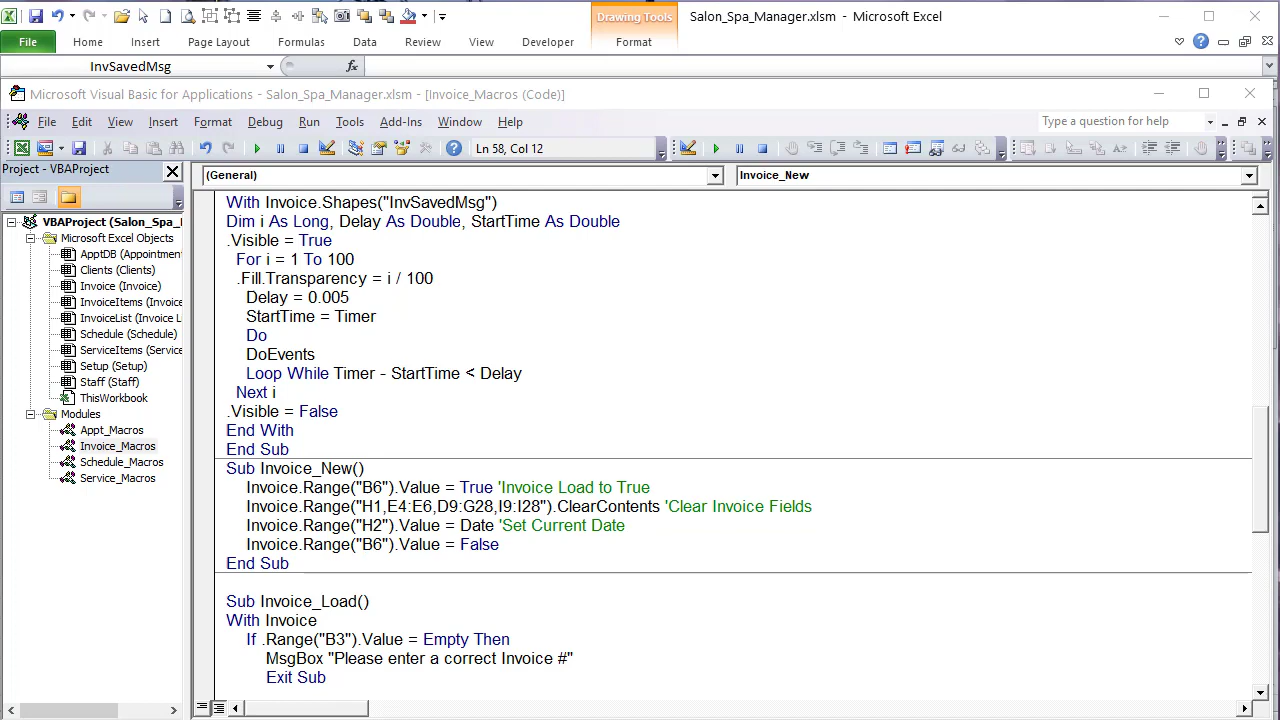 Drawing Tools
Salon_Spa_Manager.xlsm - Microsoft Excel
File Home Insert Page Layout Formulas Data Review View Developer Format
InvSavedMsg fx
Microsoft Visual Basic for Applications - Salon_Spa_Manager.xlsm - [Invoice_Macros (Code)]
File Edit View Insert Format Debug Run Tools Add-Ins Window Help Type a question for help
Ln 58, Col 12
Project - VBAProject
(General) Invoice_New
VBAProject (Salon_Spa_
Microsoft Excel Objects
ApptDB (Appointment
Clients (Clients)
Invoice (Invoice)
InvoiceItems (Invoice
InvoiceList (Invoice L
Schedule (Schedule)
ServiceItems (Service
Setup (Setup)
Staff (Staff)
ThisWorkbook
Modules
Appt_Macros
Invoice_Macros
Schedule_Macros
Service_Macros
With Invoice.Shapes("InvSavedMsg")
Dim i As Long, Delay As Double, StartTime As Double
.Visible = True
For i = 1 To 100
.Fill.Transparency = i / 100
Delay = 0.005
StartTime = Timer
Do
DoEvents
Loop While Timer - StartTime < Delay
Next i
.Visible = False
End With
End Sub
Sub Invoice_New()
Invoice.Range("B6").Value = True 'Invoice Load to True
Invoice.Range("H1,E4:E6,D9:G28,I9:I28").ClearContents 'Clear Invoice Fields
Invoice.Range("H2").Value = Date 'Set Current Date
Invoice.Range("B6").Value = False
End Sub
Sub Invoice_Load()
With Invoice
If .Range("B3").Value = Empty Then
MsgBox "Please enter a correct Invoice #"
Exit Sub